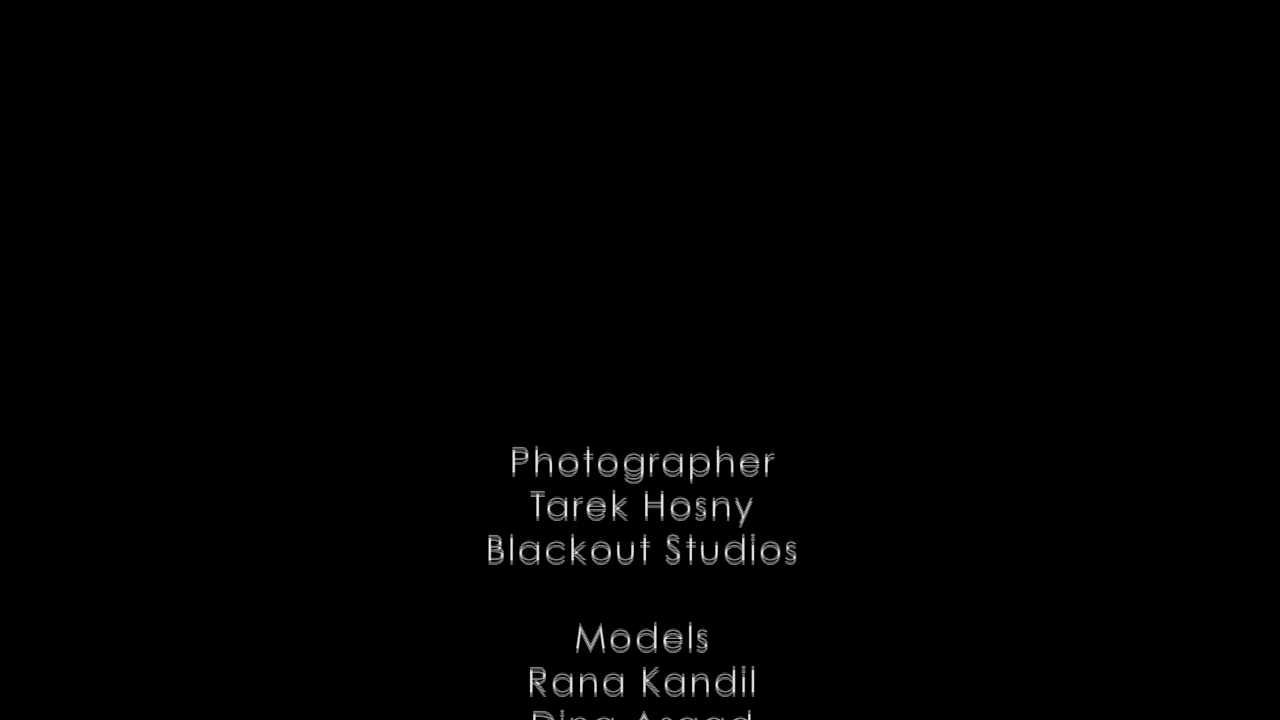 Photographer
Tarek Hosny
Blackout Studios
Models
Rana Kandil